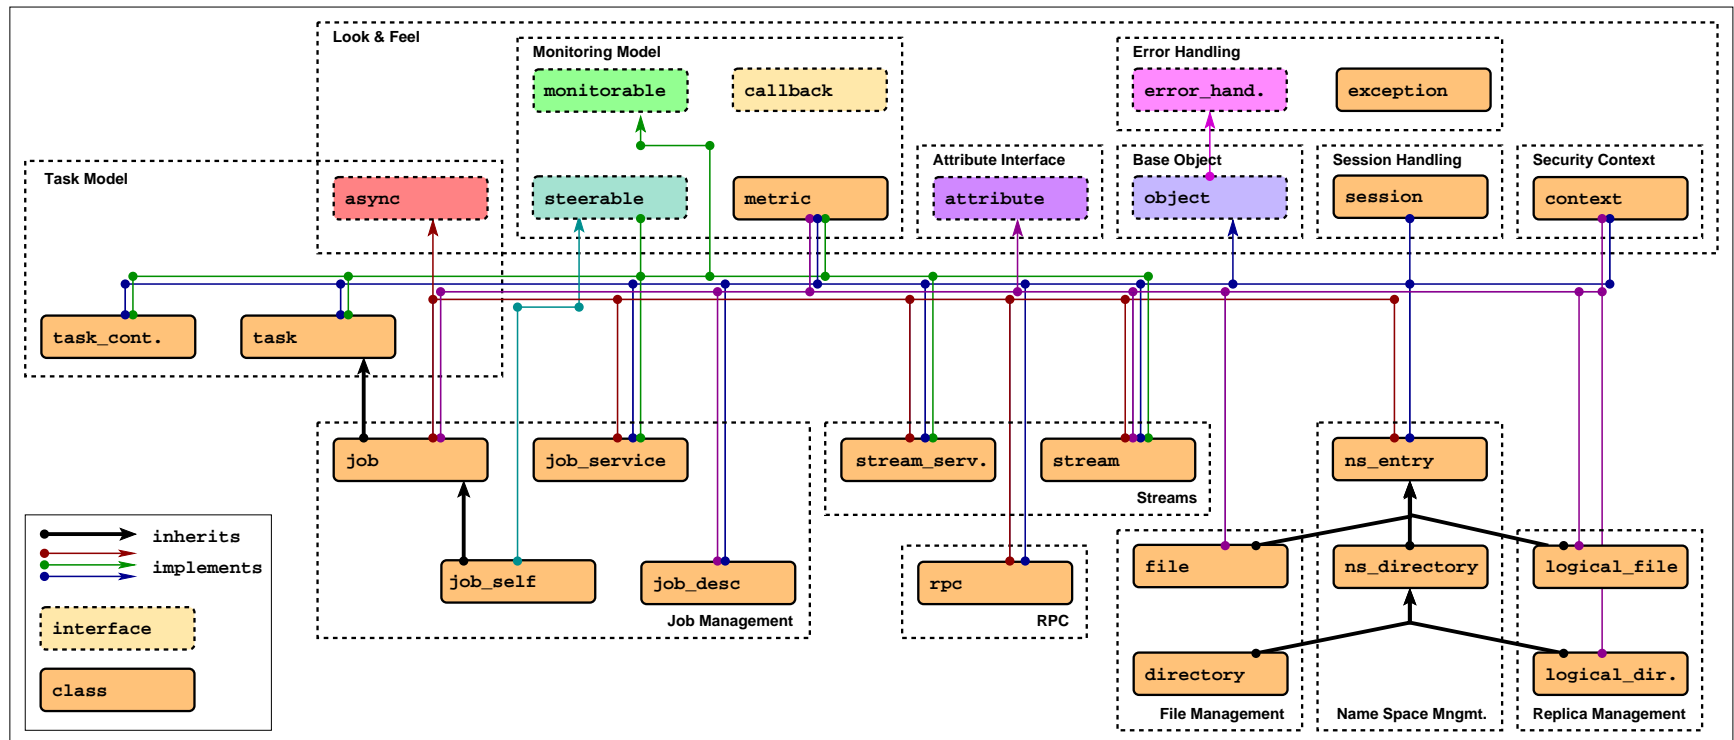 Look & Feel
Monitoring Model
Error Handling
monitorable
callback
error_hand.
exception
Task Model
Attribute Interface
Base Object
Session Handling
Security Context
async
steerable
metric
attribute
object
session
context
task_cont.
task
job
job_service
stream_serv.
stream
ns_entry
Streams
inherits
implements
job_self
job_desc
rpc
file
ns_directory
logical_file
interface
Job Management
RPC
class
directory
logical_dir.
File Management
Name Space Mngmt.
Replica Management